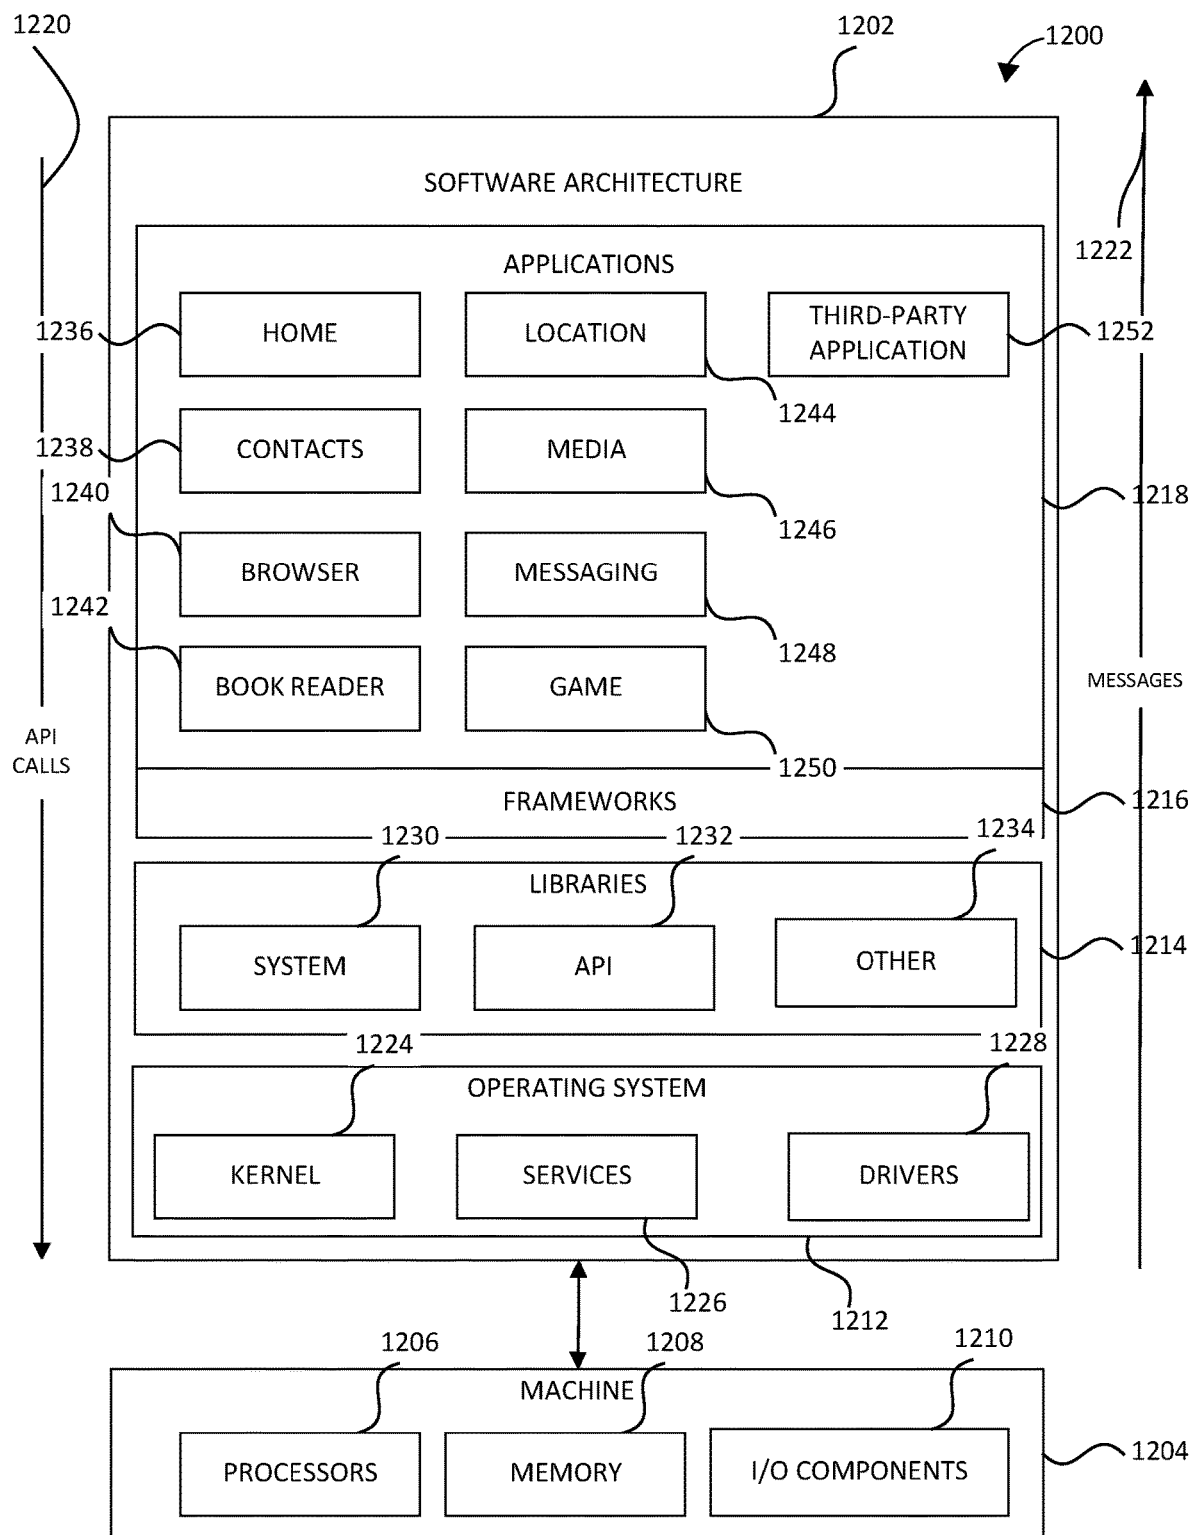 1220
1202
1200
SOFTWARE ARCHITECTURE
1222
APPLICATIONS
1236
HOME
LOCATION
THIRD-PARTY
APPLICATION
1252
1244
1238
CONTACTS
MEDIA
1240
1246
1218
BROWSER
MESSAGING
1242
1248
BOOK READER
GAME
MESSAGES
API
CALLS
1250
FRAMEWORKS
1216
1230
1232
1234
LIBRARIES
SYSTEM
API
OTHER
1214
1224
1228
OPERATING SYSTEM
KERNEL
SERVICES
DRIVERS
1226
1212
1206
1208
1210
MACHINE
PROCESSORS
MEMORY
I/O COMPONENTS
1204